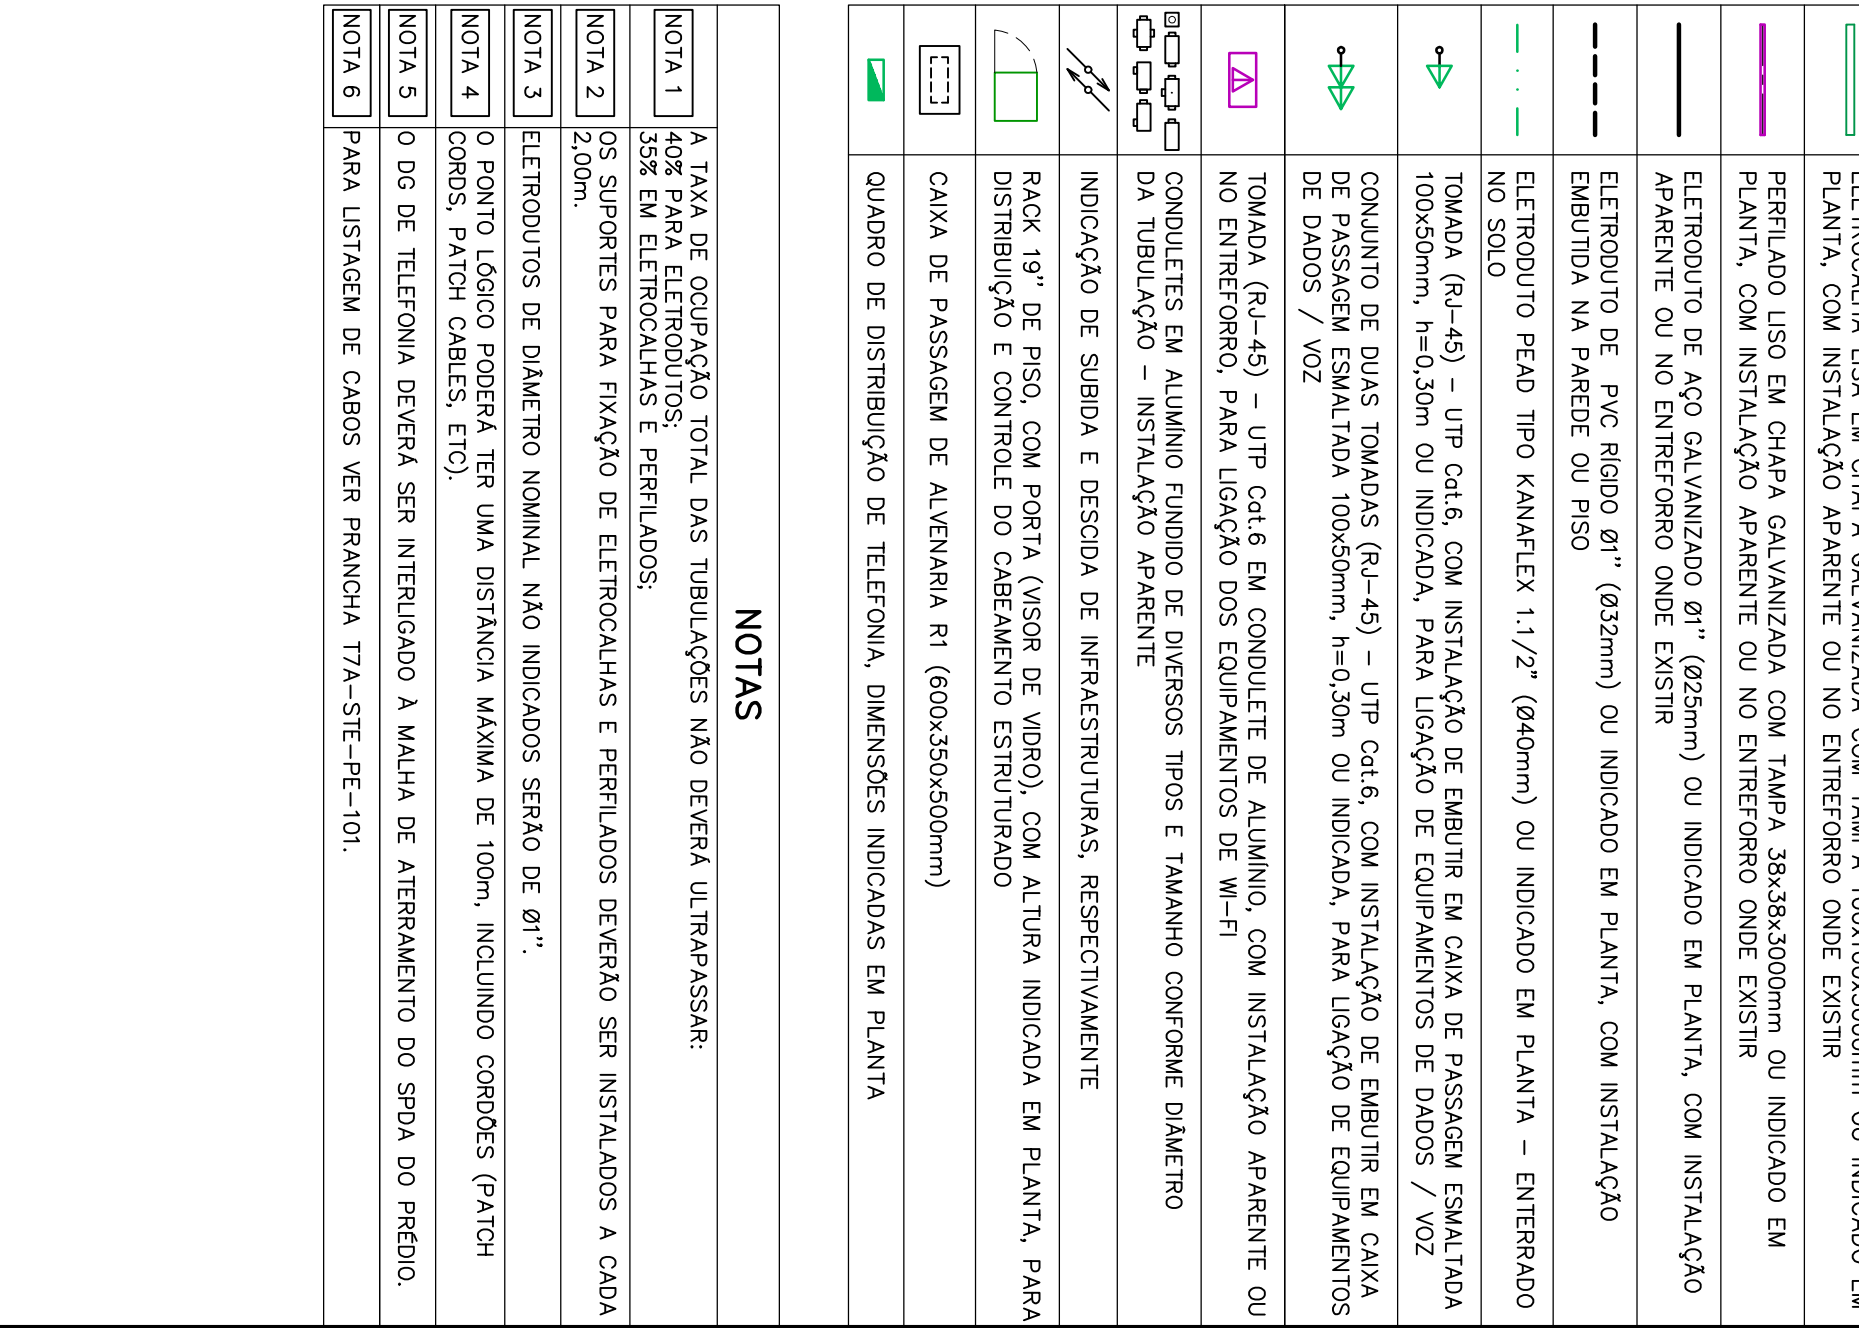 ELETROCALHA LISA EM CHAPA GALVANIZADA COM TAMPA 100x100x3000mm OU INDICADO EM
PLANTA, COM INSTALAÇÃO APARENTE OU NO ENTREFORRO ONDE EXISTIR
PERFILADO LISO EM CHAPA GALVANIZADA COM TAMPA 38x38x3000mm OU INDICADO EM
PLANTA, COM INSTALAÇÃO APARENTE OU NO ENTREFORRO ONDE EXISTIR
ELETRODUTO DE AÇO GALVANIZADO Ø1" (Ø25mm) OU INDICADO EM PLANTA, COM INSTALAÇÃO
APARENTE OU NO ENTREFORRO ONDE EXISTIR
ELETRODUTO DE PVC RÍGIDO Ø1" (Ø32mm) OU INDICADO EM PLANTA, COM INSTALAÇÃO
EMBUTIDA NA PAREDE OU PISO
ELETRODUTO PEAD TIPO KANAFLEX 1.1/2" (Ø40mm) OU INDICADO EM PLANTA – ENTERRADO
NO SOLO
TOMADA (RJ–45) – UTP Cat.6, COM INSTALAÇÃO DE EMBUTIR EM CAIXA DE PASSAGEM ESMALTADA
100x50mm, h=0,30m OU INDICADA, PARA LIGAÇÃO DE EQUIPAMENTOS DE DADOS / VOZ
CONJUNTO DE DUAS TOMADAS (RJ–45) – UTP Cat.6, COM INSTALAÇÃO DE EMBUTIR EM CAIXA
DE PASSAGEM ESMALTADA 100x50mm, h=0,30m OU INDICADA, PARA LIGAÇÃO DE EQUIPAMENTOS
DE DADOS / VOZ
TOMADA (RJ–45) – UTP Cat.6 EM CONDULETE DE ALUMÍNIO, COM INSTALAÇÃO APARENTE OU
NO ENTREFORRO, PARA LIGAÇÃO DOS EQUIPAMENTOS DE WI–FI
CONDULETES EM ALUMÍNIO FUNDIDO DE DIVERSOS TIPOS E TAMANHO CONFORME DIÂMETRO
DA TUBULAÇÃO – INSTALAÇÃO APARENTE
INDICAÇÃO DE SUBIDA E DESCIDA DE INFRAESTRUTURAS, RESPECTIVAMENTE
RACK 19" DE PISO, COM PORTA (VISOR DE VIDRO), COM ALTURA INDICADA EM PLANTA, PARA
DISTRIBUIÇÃO E CONTROLE DO CABEAMENTO ESTRUTURADO
CAIXA DE PASSAGEM DE ALVENARIA R1 (600x350x500mm)
QUADRO DE DISTRIBUIÇÃO DE TELEFONIA, DIMENSÕES INDICADAS EM PLANTA
NOTAS
NOTA 1
A TAXA DE OCUPAÇÃO TOTAL DAS TUBULAÇÕES NÃO DEVERÁ ULTRAPASSAR:
40% PARA ELETRODUTOS;
35% EM ELETROCALHAS E PERFILADOS;
NOTA 2
OS SUPORTES PARA FIXAÇÃO DE ELETROCALHAS E PERFILADOS DEVERÃO SER INSTALADOS A CADA
2,00m.
NOTA 3
ELETRODUTOS DE DIÂMETRO NOMINAL NÃO INDICADOS SERÃO DE Ø1".
NOTA 4
O PONTO LÓGICO PODERÁ TER UMA DISTÂNCIA MÁXIMA DE 100m, INCLUINDO CORDÕES (PATCH
CORDS, PATCH CABLES, ETC).
NOTA 5
O DG DE TELEFONIA DEVERÁ SER INTERLIGADO À MALHA DE ATERRAMENTO DO SPDA DO PRÉDIO.
NOTA 6
PARA LISTAGEM DE CABOS VER PRANCHA T7A–STE–PE–101.